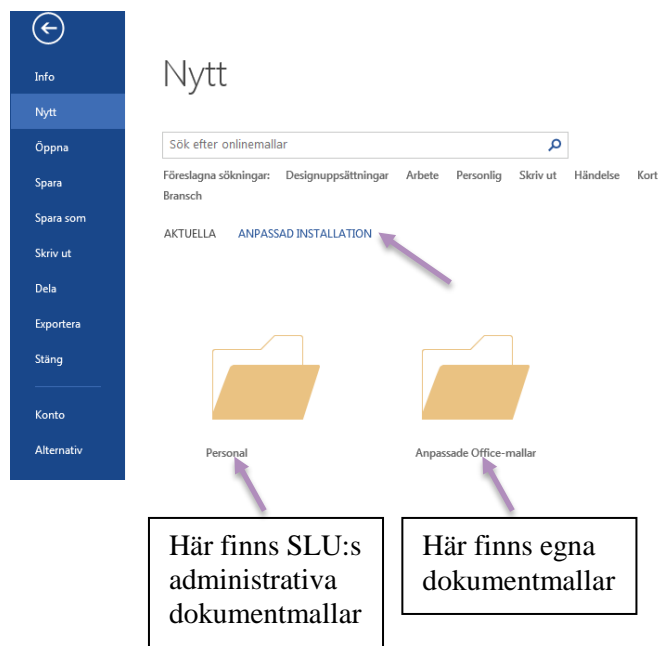 Info
Nytt
Öppna
Spara
Spara som
Skriv ut
Dela
Exportera
Stäng
Konto
Alternativ
Nytt
Sök efter onlinemallar
Föreslagna sökningar: Designuppsättningar Arbete Personlig Skriv ut Händelse Kort
Bransch
AKTUELLA ANPASSAD INSTALLATION
Personal Anpassade Office-mallar
Här finns SLU:s
administrativa
dokumentmallar
Här finns egna
dokumentmallar